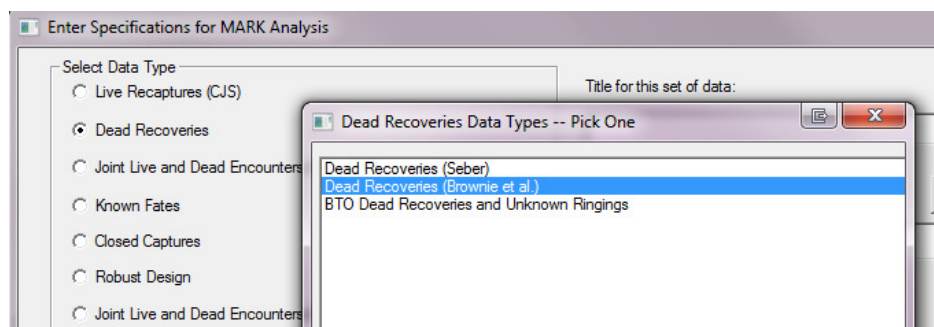 Enter Specifications for MARK Analysis
Select Data Type
Title for this set of data:
Live Recaptures (CJS)
Dead Recoveries
Joint Live and Dead Encounters
Known Fates
Closed Captures
Robust Design
Joint Live and Dead Encounters
Dead Recoveries Data Types -- Pick One
Dead Recoveries (Seber)
Dead Recoveries (Brownie et al.)
BTO Dead Recoveries and Unknown Ringings